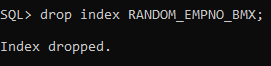 SQL> drop index RANDOM_EMPNO_BMX;
Index dropped.